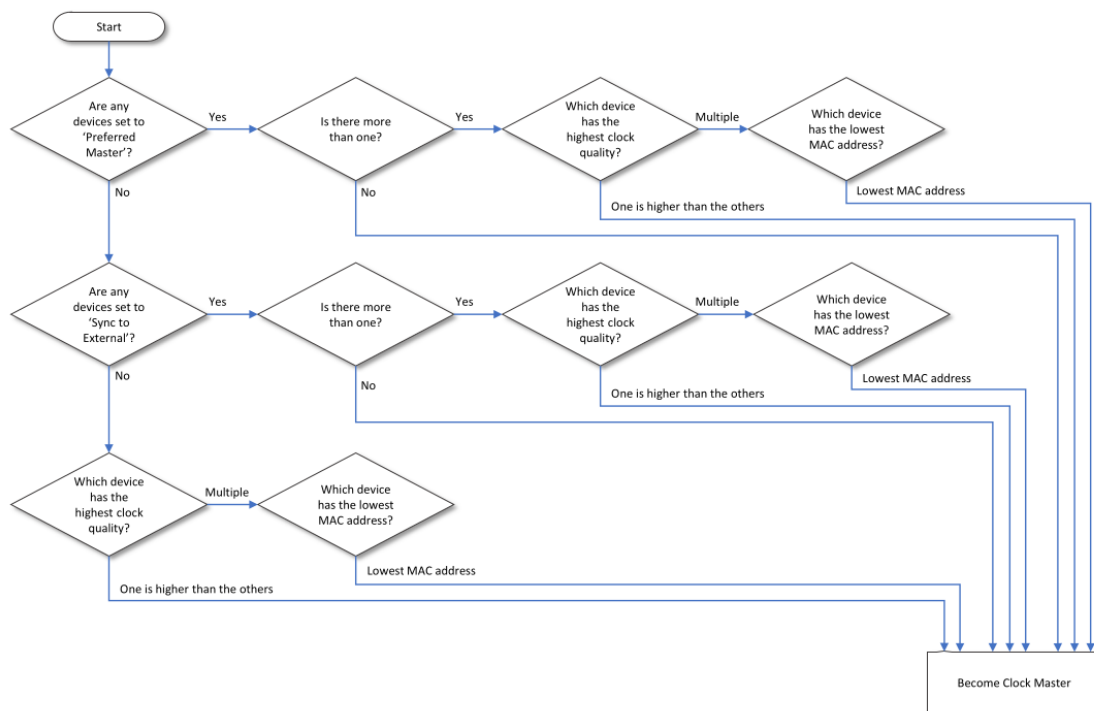 Start
Are any
devices set to
‘Preferred
Master’?
Yes
Is there more
than one?
Yes
Which device
has the
highest clock
quality?
Multiple
Which device
has the lowest
MAC address?
No
No
One is higher than the others
Lowest MAC address
Are any
devices set to
‘Sync to
External’?
Yes
Is there more
than one?
Yes
Which device
has the
highest clock
quality?
Multiple
Which device
has the lowest
MAC address?
No
No
One is higher than the others
Lowest MAC address
Which device
has the
highest clock
quality?
Multiple
Which device
has the lowest
MAC address?
One is higher than the others
Lowest MAC address
Become Clock Master